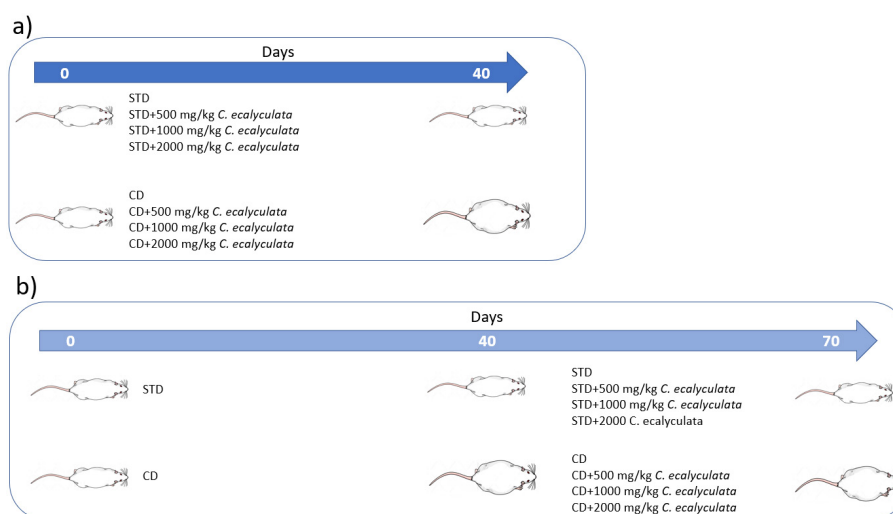 a)
Days
0 40
STD
STD+500 mg/kg C. ecalyculata
STD+1000 mg/kg C. ecalyculata
STD+2000 mg/kg C. ecalyculata
CD
CD+500 mg/kg C. ecalyculata
CD+1000 mg/kg C. ecalyculata
CD+2000 mg/kg C. ecalyculata
b)
Days
0 40 70
STD
STD
STD+500 mg/kg C. ecalyculata
STD+1000 mg/kg C. ecalyculata
STD+2000 C. ecalyculata
CD
CD
CD+500 mg/kg C. ecalyculata
CD+1000 mg/kg C. ecalyculata
CD+2000 mg/kg C. ecalyculata